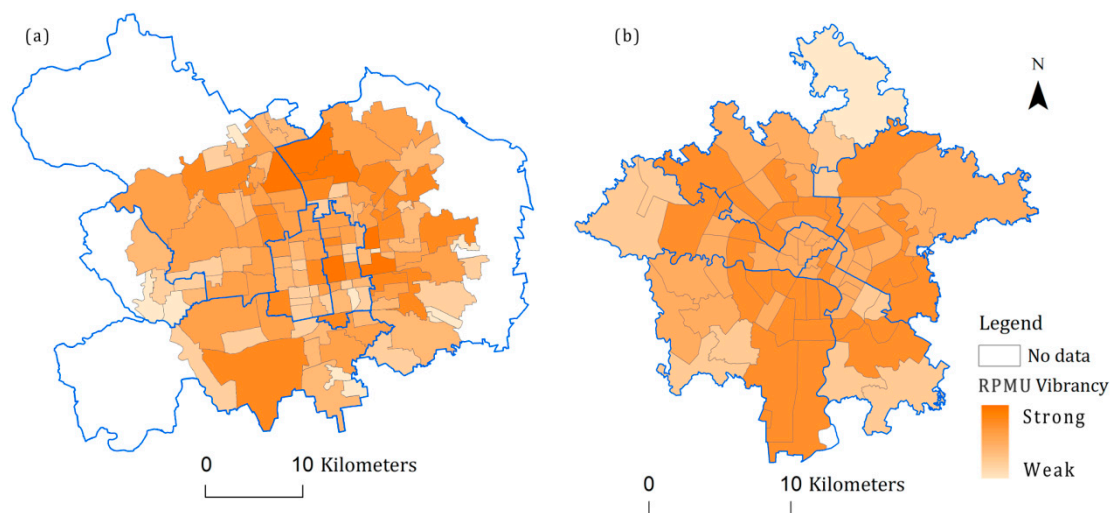 (a)
(b)
N
Legend
No data
RPMU Vibrancy
Strong
Weak
0 10 Kilometers
0 10 Kilometers